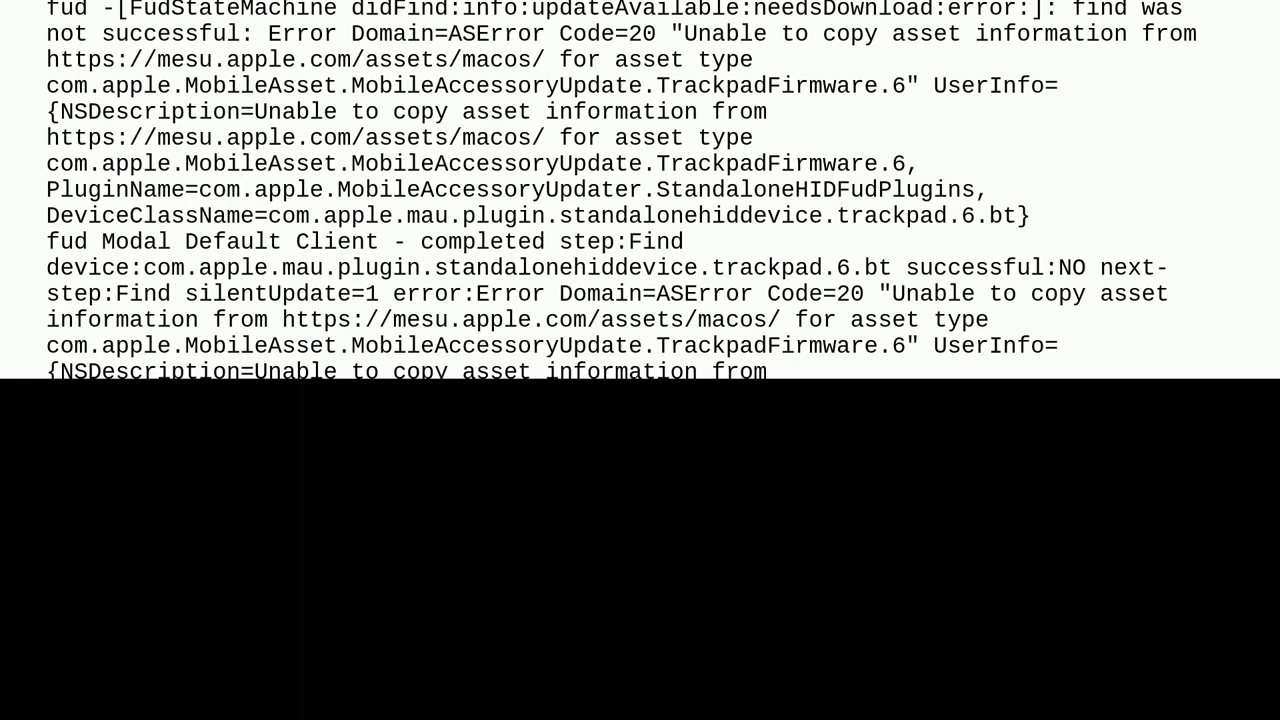 fud -[FudStateMachine didFind:info:updateAvailable:needsDownload:error:]: find was
not successful: Error Domain=ASError Code=20 "Unable to copy asset information from
https://mesu.apple.com/assets/macos/ for asset type
com.apple.MobileAsset.MobileAccessoryUpdate.TrackpadFirmware.6" UserInfo=
{NSDescription=Unable to copy asset information from
https://mesu.apple.com/assets/macos/ for asset type
com.apple.MobileAsset.MobileAccessoryUpdate.TrackpadFirmware.6,
PluginName=com.apple.MobileAccessoryUpdater.StandaloneHIDFudPlugins,
DeviceClassName=com.apple.mau.plugin.standalonehiddevice.trackpad.6.bt}
fud Modal Default Client - completed step:Find
device:com.apple.mau.plugin.standalonehiddevice.trackpad.6.bt successful:NO next-
step:Find silentUpdate=1 error:Error Domain=ASError Code=20 "Unable to copy asset
information from https://mesu.apple.com/assets/macos/ for asset type
com.apple.MobileAsset.MobileAccessoryUpdate.TrackpadFirmware.6" UserInfo=
{NSDescription=Unable to copy asset information from